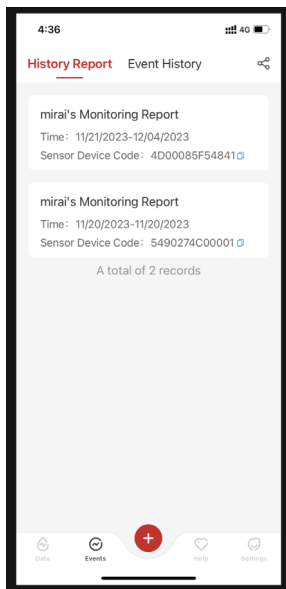 4:36
4G
History Report Event History
mirai's Monitoring Report
Time: 11/21/2023-12/04/2023
Sensor Device Code: 4D00085F54841
mirai's Monitoring Report
Time: 11/20/2023-11/20/2023
Sensor Device Code: 5490274C00001
A total of 2 records
+
Data Events Help Settings